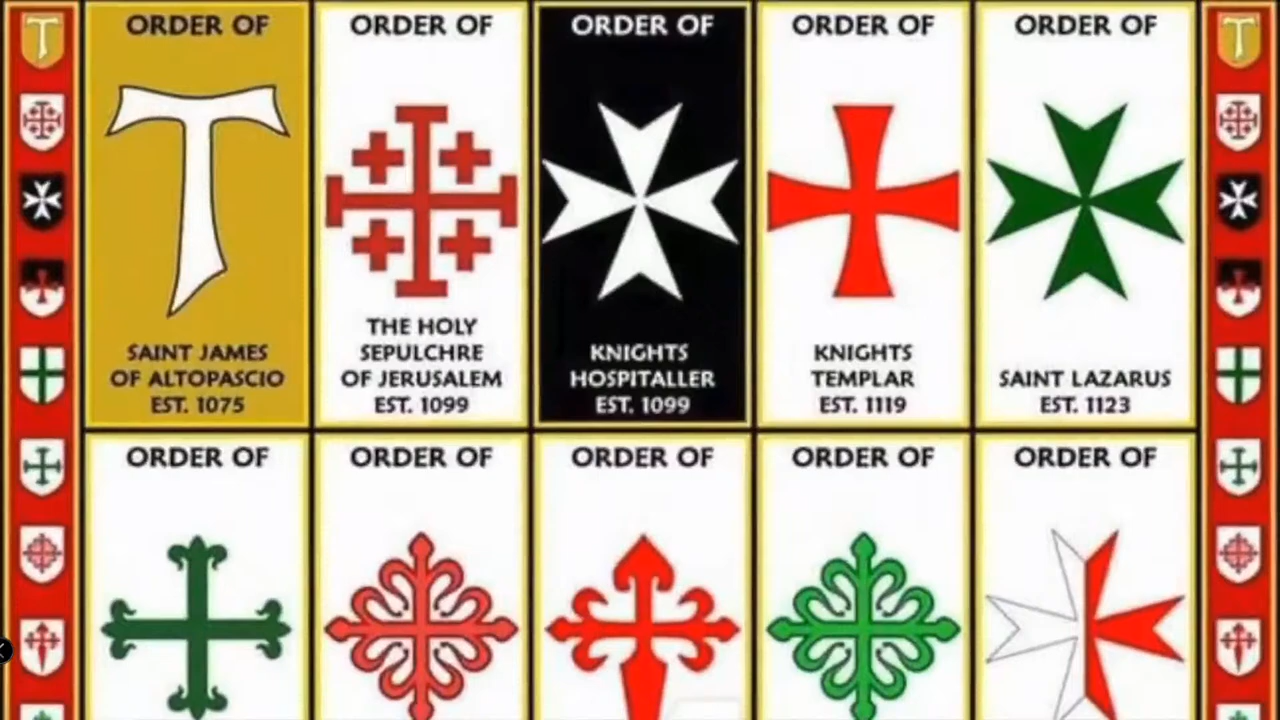 ORDER OF
SAINT JAMES
OF ALTOPASCIO
EST. 1075
ORDER OF
THE HOLY
SEPULCHRE
OF JERUSALEM
EST. 1099
ORDER OF
KNIGHTS
HOSPITALLER
EST. 1099
ORDER OF
KNIGHTS
TEMPLAR
EST. 1119
ORDER OF
SAINT LAZARUS
EST. 1123
ORDER OF
ORDER OF
ORDER OF
ORDER OF
ORDER OF